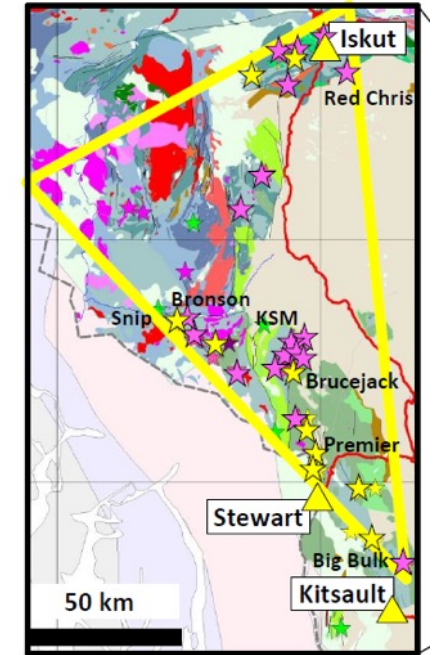 Iskut
Red Chris
Bronson
Snip
KSM
Brucejack
Premier
Stewart
Big Bulk
Kitsault
50 km